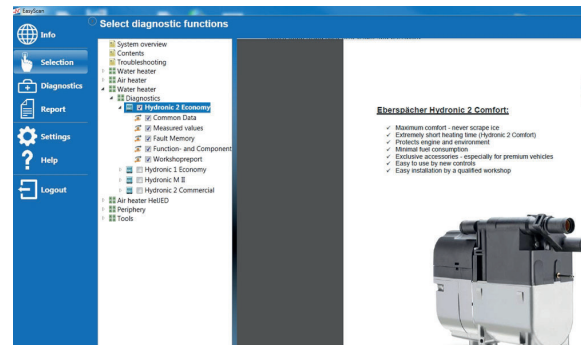 EasyScan
Select diagnostic functions
Info
Selection
Diagnostics
Report
Settings
Help
Logout
System overview
Contents
Troubleshooting
Water heater
Air heater
Water heater
Diagnostics
Hydronic 2 Economy
Common Data
Measured values
Fault Memory
Function- and Component
Workshopreport
Hydronic 1 Economy
Hydronic M II
Hydronic 2 Commercial
Air heater HelJED
Periphery
Tools
Eberspächer Hydronic 2 Comfort:
✓ Maximum comfort - never scrape ice
✓ Extremely short heating time (Hydronic 2 Comfort)
✓ Protects engine and environment
✓ Minimal fuel consumption
✓ Exclusive accessories - especially for premium vehicles
✓ Easy to use by new controls
✓ Easy installation by a qualified workshop